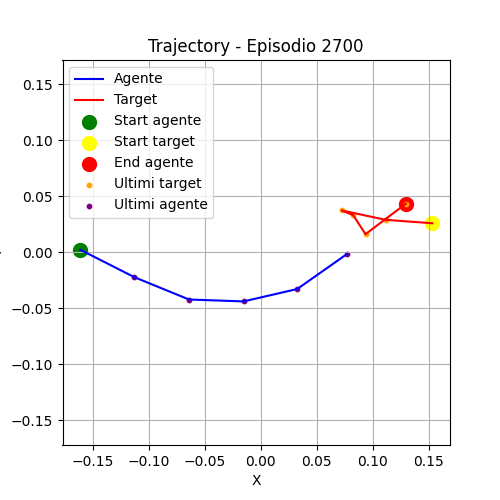 Trajectory - Episodio 2700
Agente
Target
Start agente
Start target
End agente
Ultimi target
Ultimi agente
0.15
0.10
0.05
0.00
−0.05
−0.10
−0.15
−0.15
−0.10
−0.05
0.00
0.05
0.10
0.15
X